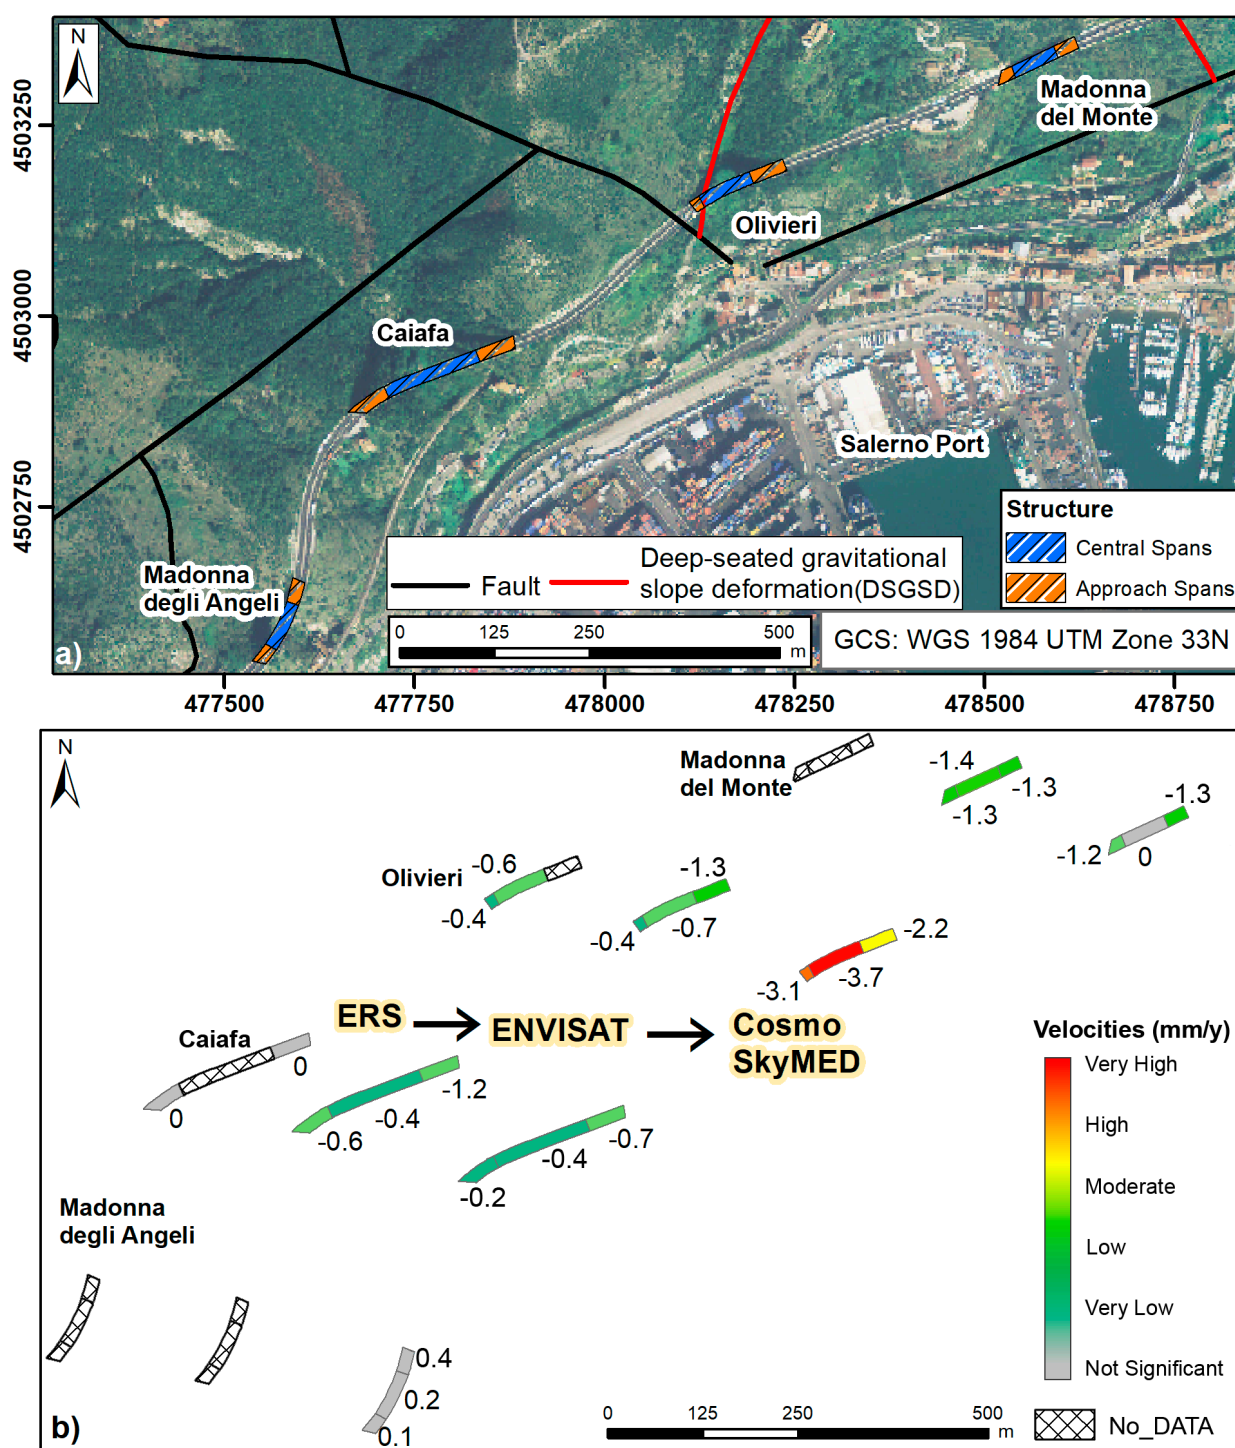 N
4503250
4503000
4502750
Madonna
del Monte
Olivieri
Caiafa
Salerno Port
Madonna
degli Angeli
Structure
Central Spans
Approach Spans
Fault
Deep-seated gravitational
slope deformation(DSGSD)
0 125 250 500
m
GCS: WGS 1984 UTM Zone 33N
a)
477500 477750 478000 478250 478500 478750
N
Madonna
del Monte
-1.4
-1.3
-1.3
-1.3
-1.2
0
Olivieri
-0.6
-0.4
-1.3
-0.4
-0.7
-2.2
-3.1
-3.7
ERS
ENVISAT
Cosmo
SkyMED
Caiafa
0
0
-1.2
-0.4
-0.6
-0.7
-0.4
-0.2
Madonna
degli Angeli
0.4
0.2
0.1
Velocities (mm/y)
Very High
High
Moderate
Low
Very Low
Not Significant
No_DATA
0 125 250 500
m
b)